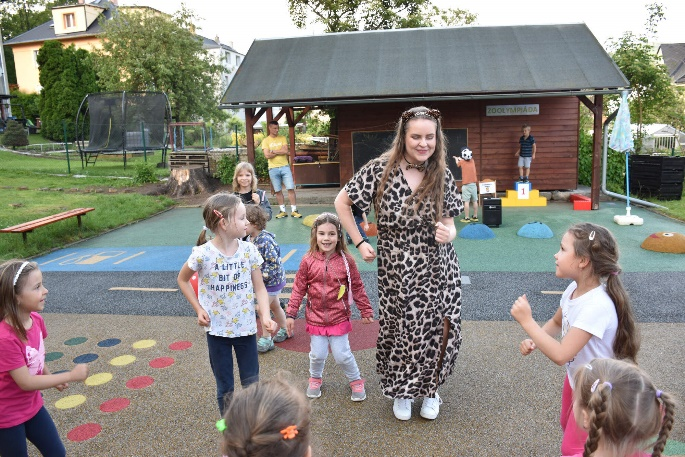 ZOOLYMPIÁDA
A LITTLE
BIT OF
HAPPINESS